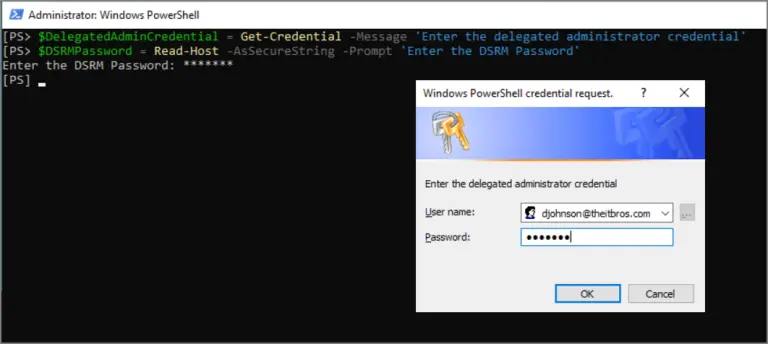 Administrator: Windows PowerShell
[PS> $DelegatedAdminCredential = Get-Credential -Message 'Enter the delegated administrator credential'
[PS> $DSRMPassword = Read-Host -AsSecureString -Prompt 'Enter the DSRM Password'
Enter the DSRM Password: *******
[PS]
Windows PowerShell credential request.
Enter the delegated administrator credential
User name:
djohnson@theitbros.com
...
Password:
●●●●●●●
OK
Cancel